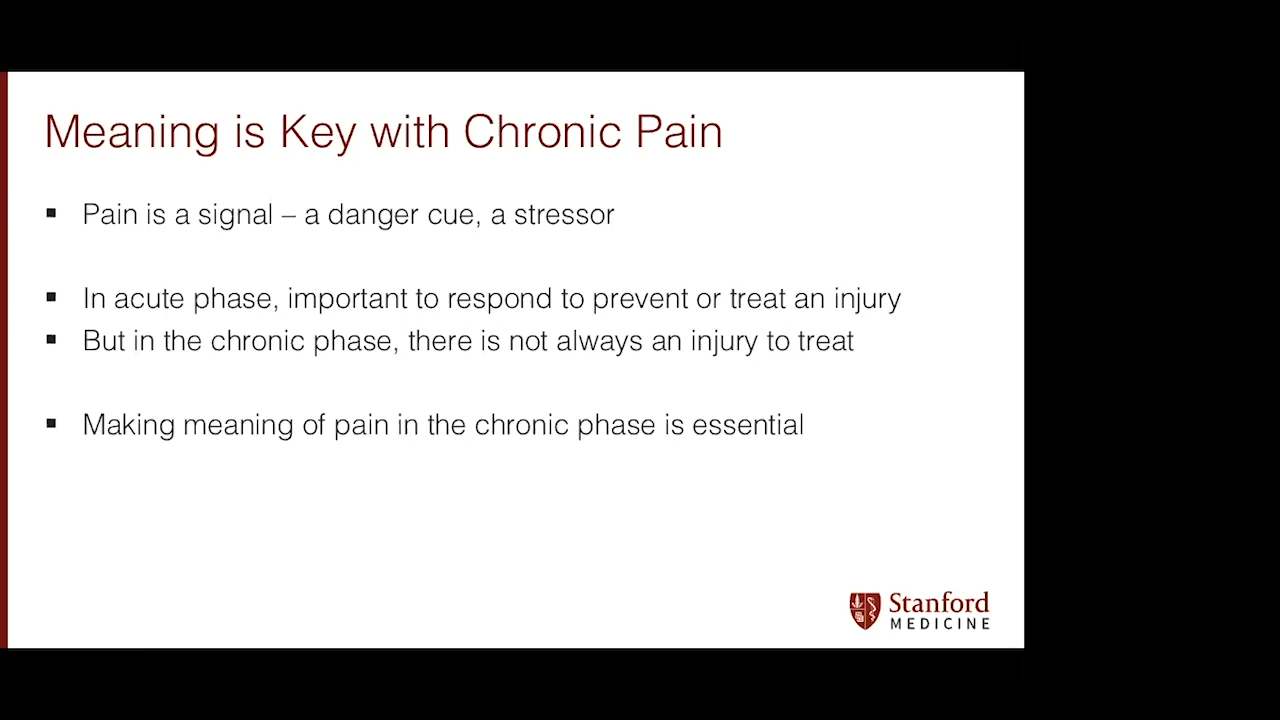 Meaning is Key with Chronic Pain
▪ Pain is a signal – a danger cue, a stressor
▪ In acute phase, important to respond to prevent or treat an injury
▪ But in the chronic phase, there is not always an injury to treat
▪ Making meaning of pain in the chronic phase is essential
Stanford
MEDICINE